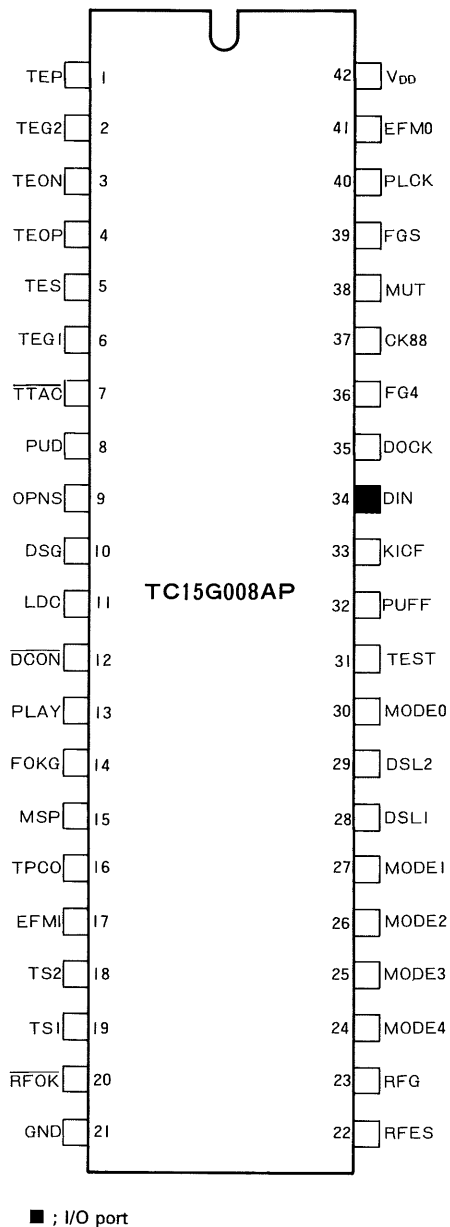 TEP 1 42 VDD
TEG2 2 41 EFM0
TEON 3 40 PLCK
TEOP 4 39 FGS
TES 5 38 MUT
TEG1 6 37 CK88
T̅T̅A̅C̅ 7 36 FG4
PUD 8 35 DOCK
OPNS 9 34 DIN
DSG 10 33 KICF
LDC 11 TC15G008AP 32 PUFF
D̅C̅O̅N̅ 12 31 TEST
PLAY 13 30 MODE0
FOKG 14 29 DSL2
MSP 15 28 DSL1
TPCO 16 27 MODE1
EFMI 17 26 MODE2
TS2 18 25 MODE3
TS1 19 24 MODE4
R̅F̅O̅K̅ 20 23 RFG
GND 21 22 RFES
■ ; I/O port